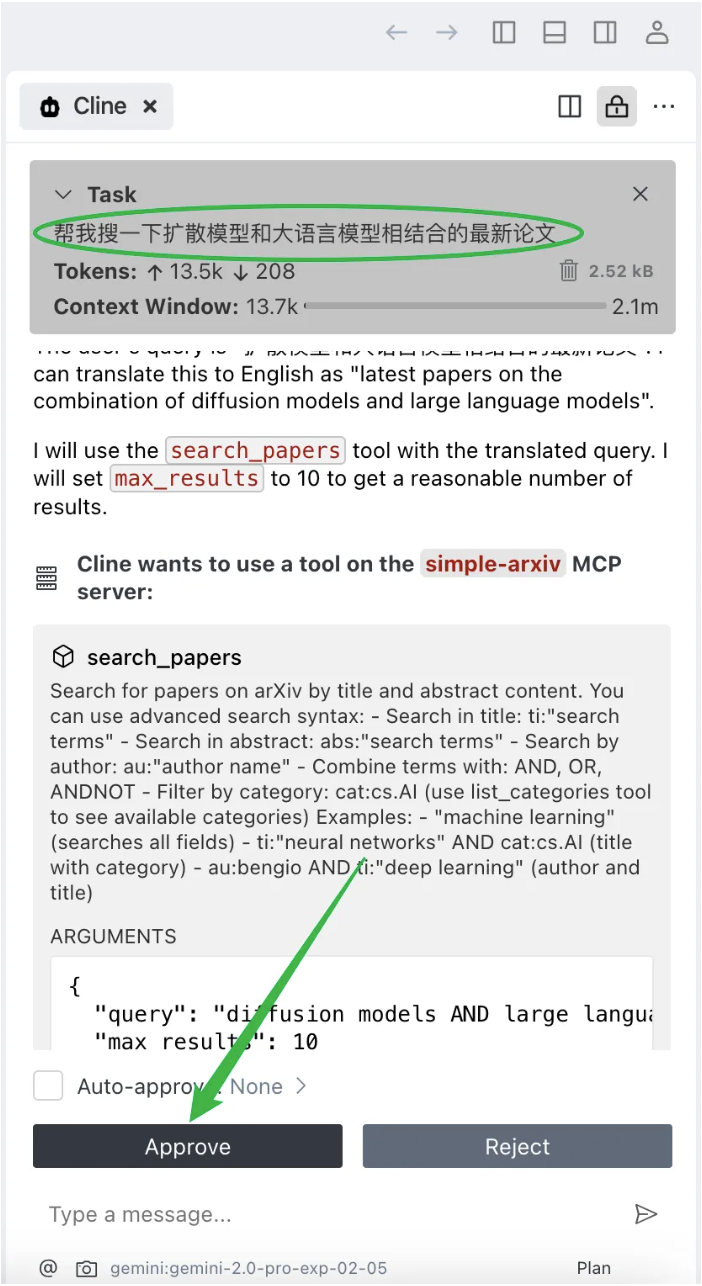 Cline
Task
帮我搜一下扩散模型和大语言模型相结合的最新论文
Tokens: ↑ 13.5k ↓ 208
2.52 kB
Context Window: 13.7k
2.1m
can translate this to English as "latest papers on the
combination of diffusion models and large language models".
I will use the search_papers tool with the translated query. I
will set max_results to 10 to get a reasonable number of
results.
Cline wants to use a tool on the simple-arxiv MCP
server:
search_papers
Search for papers on arXiv by title and abstract content. You
can use advanced search syntax: - Search in title: ti:"search
terms" - Search in abstract: abs:"search terms" - Search by
author: au:"author name" - Combine terms with: AND, OR,
ANDNOT - Filter by category: cat:cs.AI (use list_categories tool
to see available categories) Examples: - "machine learning"
(searches all fields) - ti:"neural networks" AND cat:cs.AI (title
with category) - au:bengio AND ti:"deep learning" (author and
title)
ARGUMENTS
{
"query": "diffusion models AND large langua
"max_results": 10
Auto-approve: None >
Approve
Reject
Type a message...
@ gemini:gemini-2.0-pro-exp-02-05
Plan